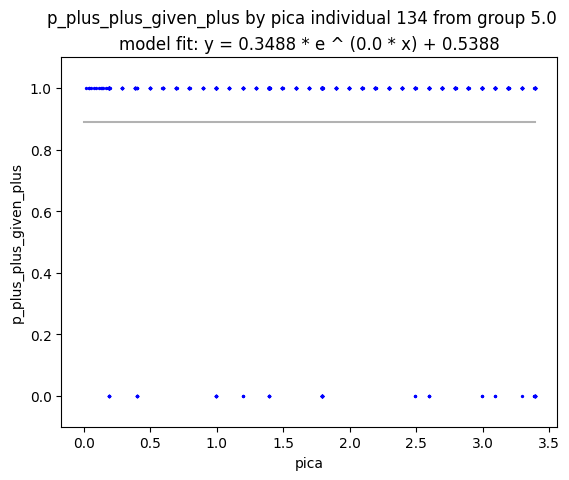 p_plus_plus_given_plus by pica individual 134 from group 5.0
model fit: y = 0.3488 * e ^ (0.0 * x) + 0.5388
1.0
0.8
0.6
0.4
0.2
0.0
p_plus_plus_given_plus
0.0 0.5 1.0 1.5 2.0 2.5 3.0 3.5
pica